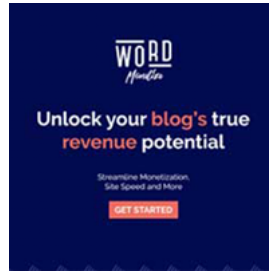 WORD
Monetize
Unlock your blog's true
revenue potential
Streamline Monetization,
Site Speed and More
GET STARTED